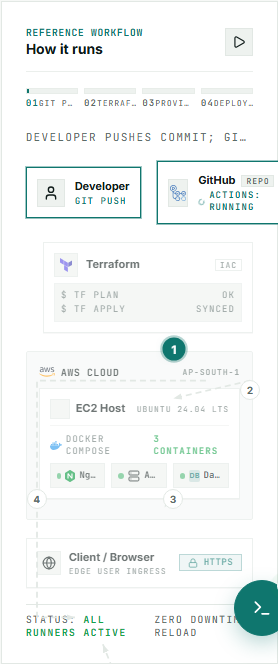 REFERENCE WORKFLOW
How it runs
01GIT P… 02TERRAF… 03PROVI… 04DEPLOY…
DEVELOPER PUSHES COMMIT; GI…
Developer
GIT PUSH
GitHub REPO
ACTIONS:
RUNNING
Terraform IAC
$ TF PLAN OK
$ TF APPLY SYNCED
1
aws AWS CLOUD AP-SOUTH-1
2
EC2 Host UBUNTU 24.04 LTS
DOCKER
COMPOSE
3
CONTAINERS
Ng… A… DB Da…
4 3
Client / Browser
EDGE USER INGRESS
HTTPS
STATUS: ALL
RUNNERS ACTIVE
ZERO DOWNTIM
RELOAD